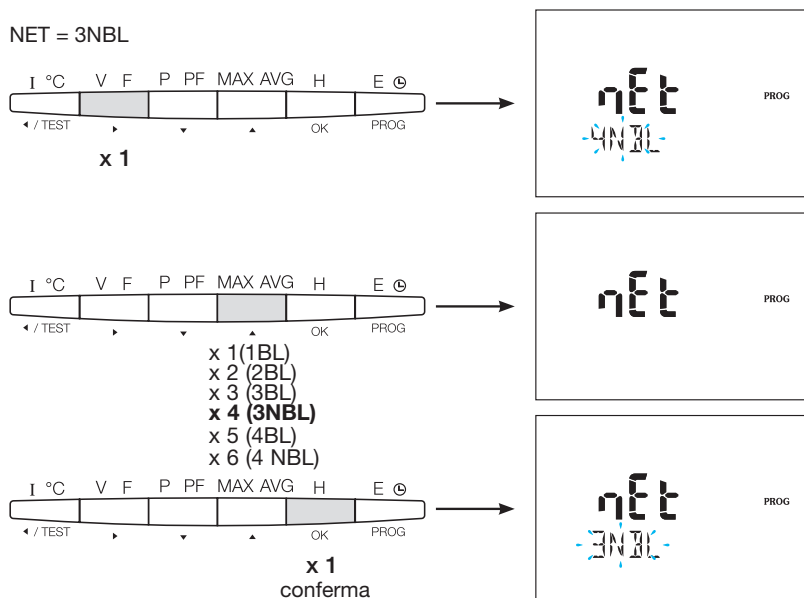 NET = 3NBL
I °C V F P PF MAX AVG H E
/ TEST OK PROG
x 1
nEt
PROG
4NBL
I °C V F P PF MAX AVG H E
/ TEST OK PROG
x 1(1BL)
x 2 (2BL)
x 3 (3BL)
x 4 (3NBL)
x 5 (4BL)
x 6 (4 NBL)
nEt
PROG
I °C V F P PF MAX AVG H E
/ TEST OK PROG
x 1
conferma
nEt
PROG
3NBL